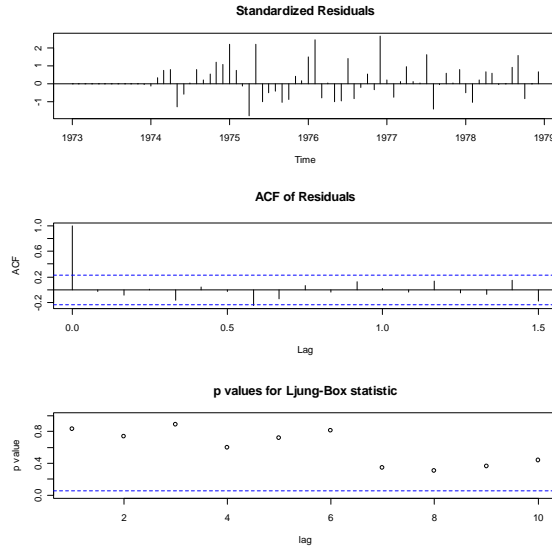 Standardized Residuals
2
1
0
-1
1973 1974 1975 1976 1977 1978 1979
Time
ACF of Residuals
ACF
1.0
0.6
0.2
-0.2
0.0 0.5 1.0 1.5
Lag
p values for Ljung-Box statistic
p value
0.8
0.4
0.0
2 4 6 8 10
lag